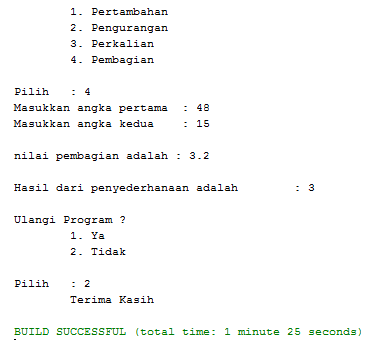 1. Pertambahan
2. Pengurangan
3. Perkalian
4. Pembagian
Pilih : 4
Masukkan angka pertama : 48
Masukkan angka kedua : 15
nilai pembagian adalah : 3.2
Hasil dari penyederhanaan adalah : 3
Ulangi Program ?
1. Ya
2. Tidak
Pilih : 2
Terima Kasih
BUILD SUCCESSFUL (total time: 1 minute 25 seconds)